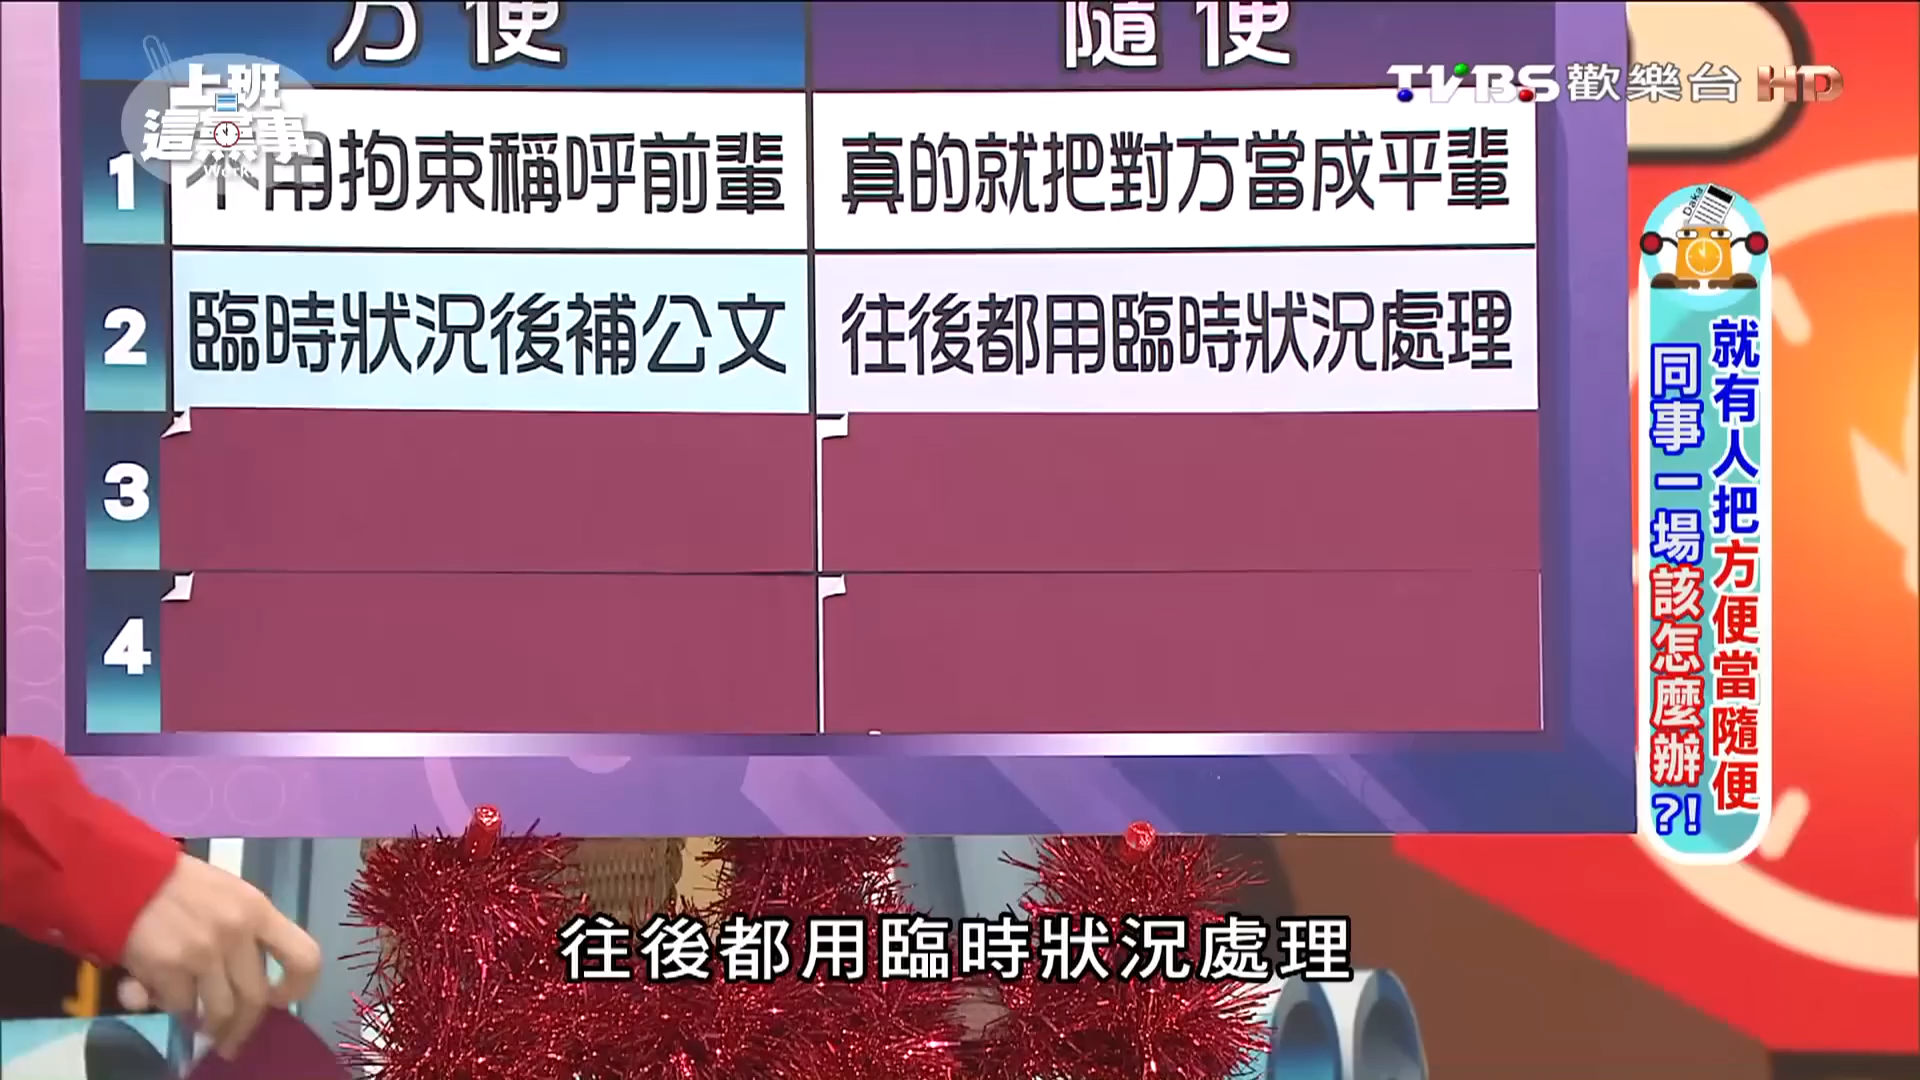 方便 隨便
上班這黨事
Work
TVBS歡樂台 HD
1 不用拘束稱呼前輩 真的就把對方當成平輩
2 臨時狀況後補公文 往後都用臨時狀況處理
3
4
Daka
就有人把方便當隨便
同事一場該怎麼辦?!
往後都用臨時狀況處理